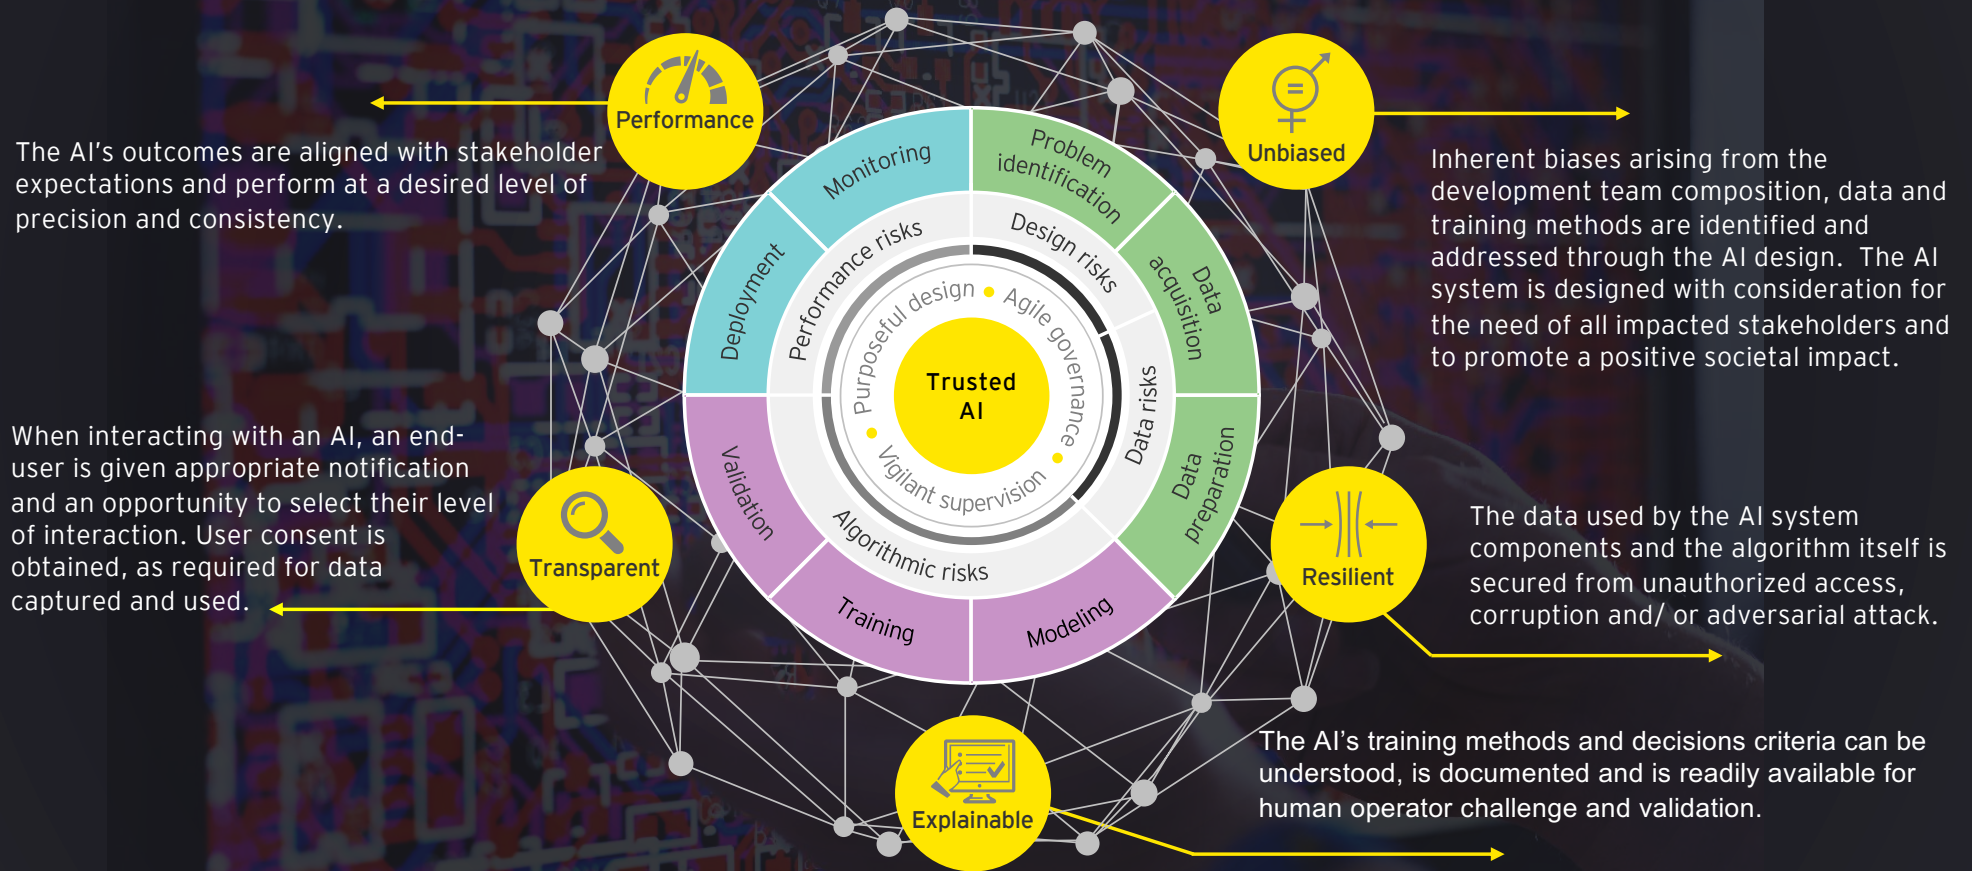 Performance
The AI's outcomes are aligned with stakeholder
expectations and perform at a desired level of
precision and consistency.
Unbiased
Inherent biases arising from the
development team composition, data and
training methods are identified and
addressed through the AI design.  The AI
system is designed with consideration for
the need of all impacted stakeholders and
to promote a positive societal impact.
Monitoring
Problem
identification
Data
acquisition
Data
preparation
Modeling
Training
Validation
Deployment
Performance risks
Design risks
Data risks
Algorithmic risks
Purposeful design
Agile governance
Vigilant supervision
Trusted
AI
When interacting with an AI, an end-
user is given appropriate notification
and an opportunity to select their level
of interaction. User consent is
obtained, as required for data
captured and used.
Transparent
Resilient
The data used by the AI system
components and the algorithm itself is
secured from unauthorized access,
corruption and/ or adversarial attack.
Explainable
The AI's training methods and decisions criteria can be
understood, is documented and is readily available for
human operator challenge and validation.